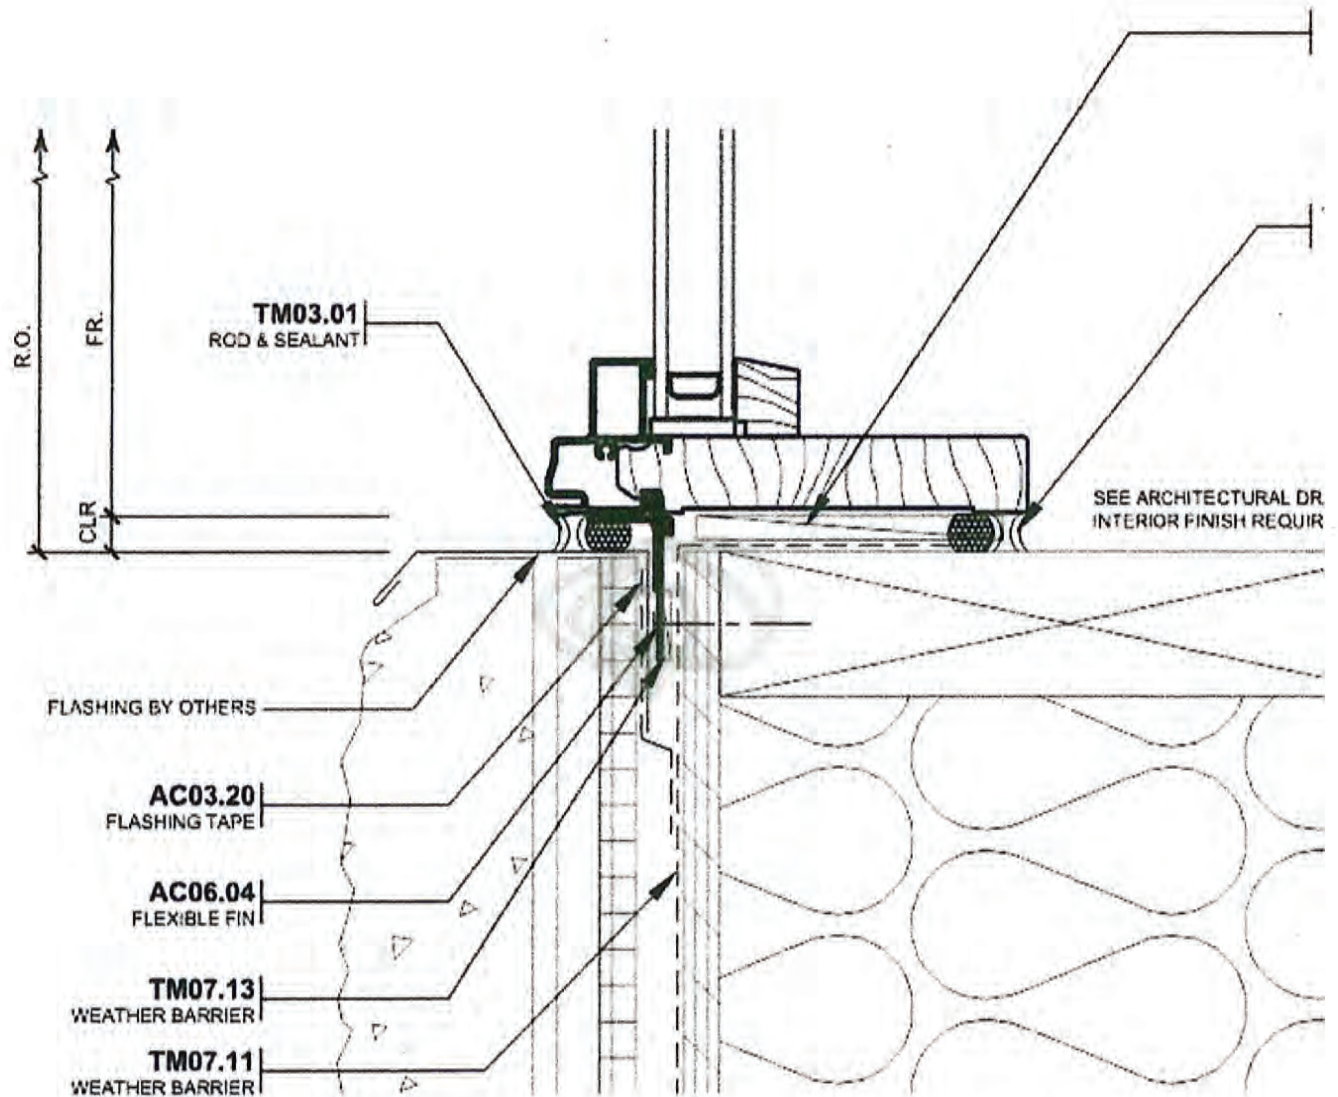 R.O.
FR.
CLR
TM03.01
ROD & SEALANT
SEE ARCHITECTURAL DR
INTERIOR FINISH REQUIR
FLASHING BY OTHERS
AC03.20
FLASHING TAPE
AC06.04
FLEXIBLE FIN
TM07.13
WEATHER BARRIER
TM07.11
WEATHER BARRIER